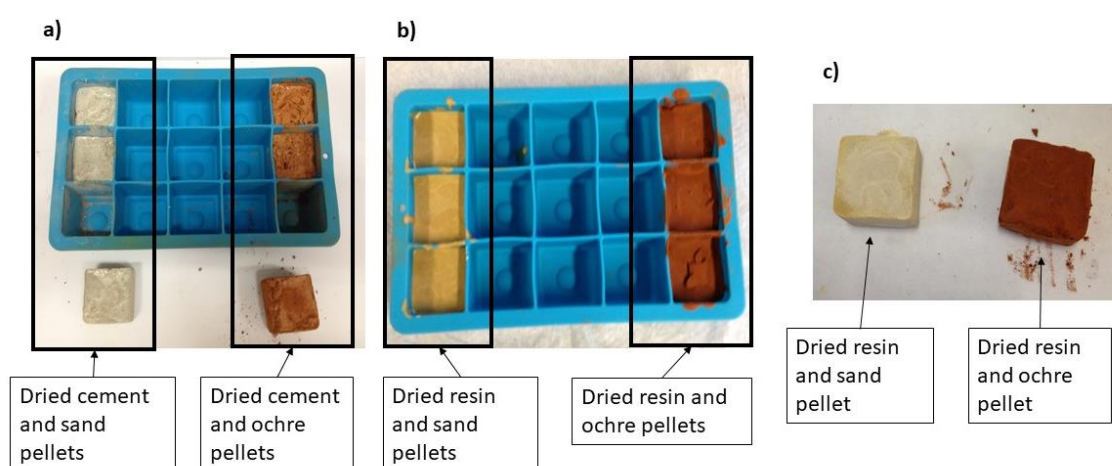 a)
b)
c)
Dried cement
and sand
pellets
Dried cement
and ochre
pellets
Dried resin
and sand
pellets
Dried resin and
ochre pellets
Dried resin
and sand
pellet
Dried resin
and ochre
pellet